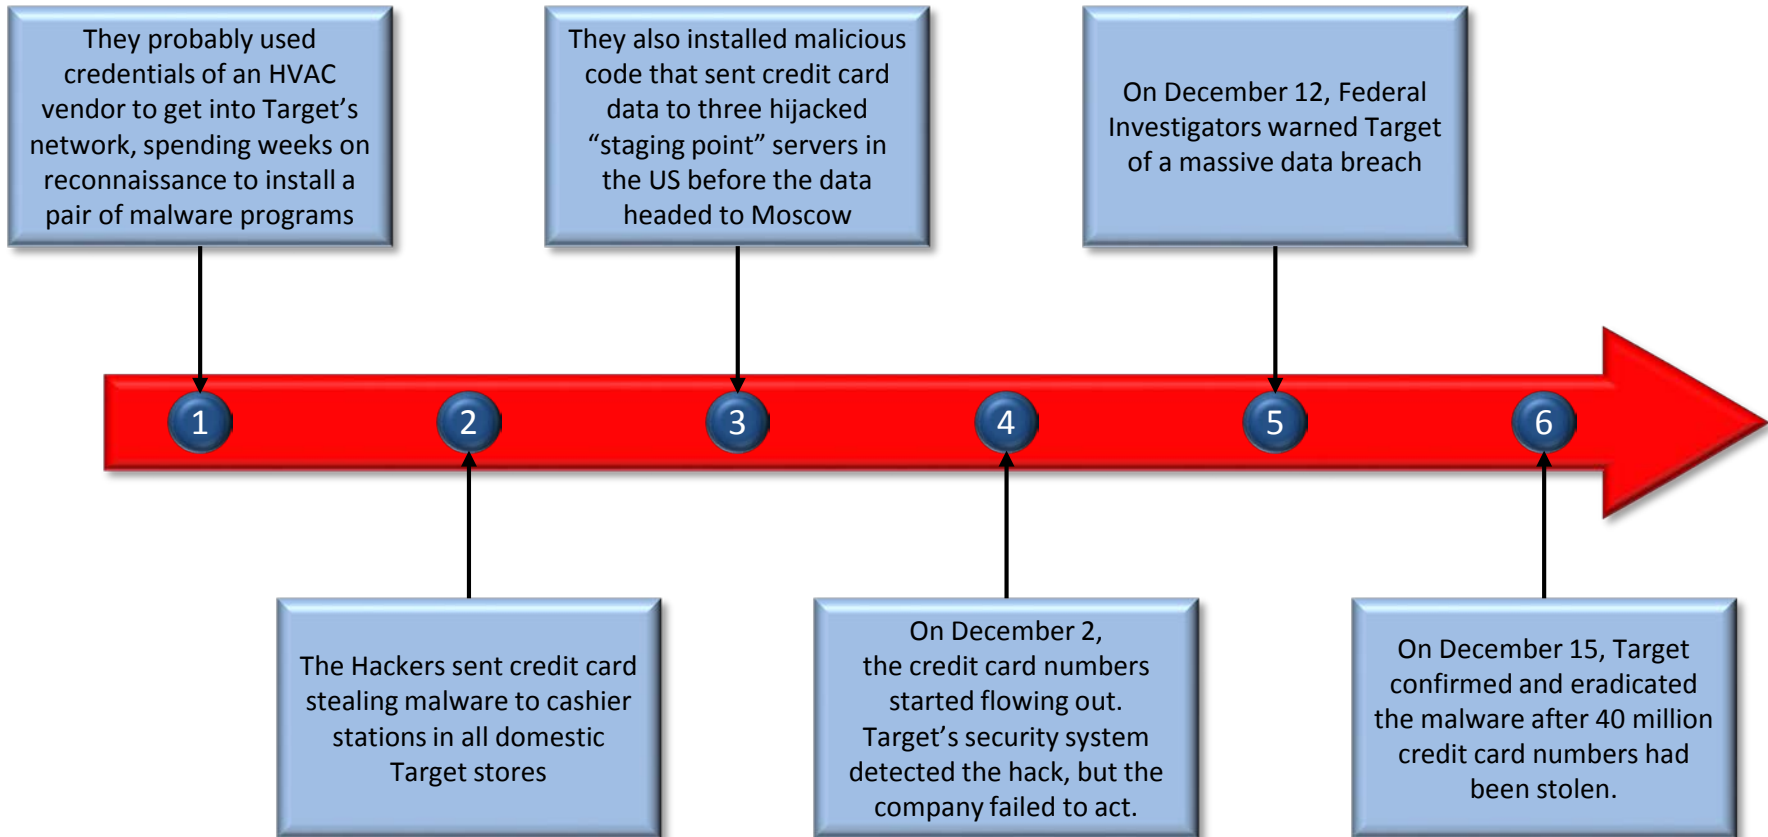 They probably used
credentials of an HVAC
vendor to get into Target’s
network, spending weeks on
reconnaissance to install a
pair of malware programs
They also installed malicious
code that sent credit card
data to three hijacked
“staging point” servers in
the US before the data
headed to Moscow
On December 12, Federal
Investigators warned Target
of a massive data breach
1
2
3
4
5
6
The Hackers sent credit card
stealing malware to cashier
stations in all domestic
Target stores
On December 2,
the credit card numbers
started flowing out.
Target’s security system
detected the hack, but the
company failed to act.
On December 15, Target
confirmed and eradicated
the malware after 40 million
credit card numbers had
been stolen.